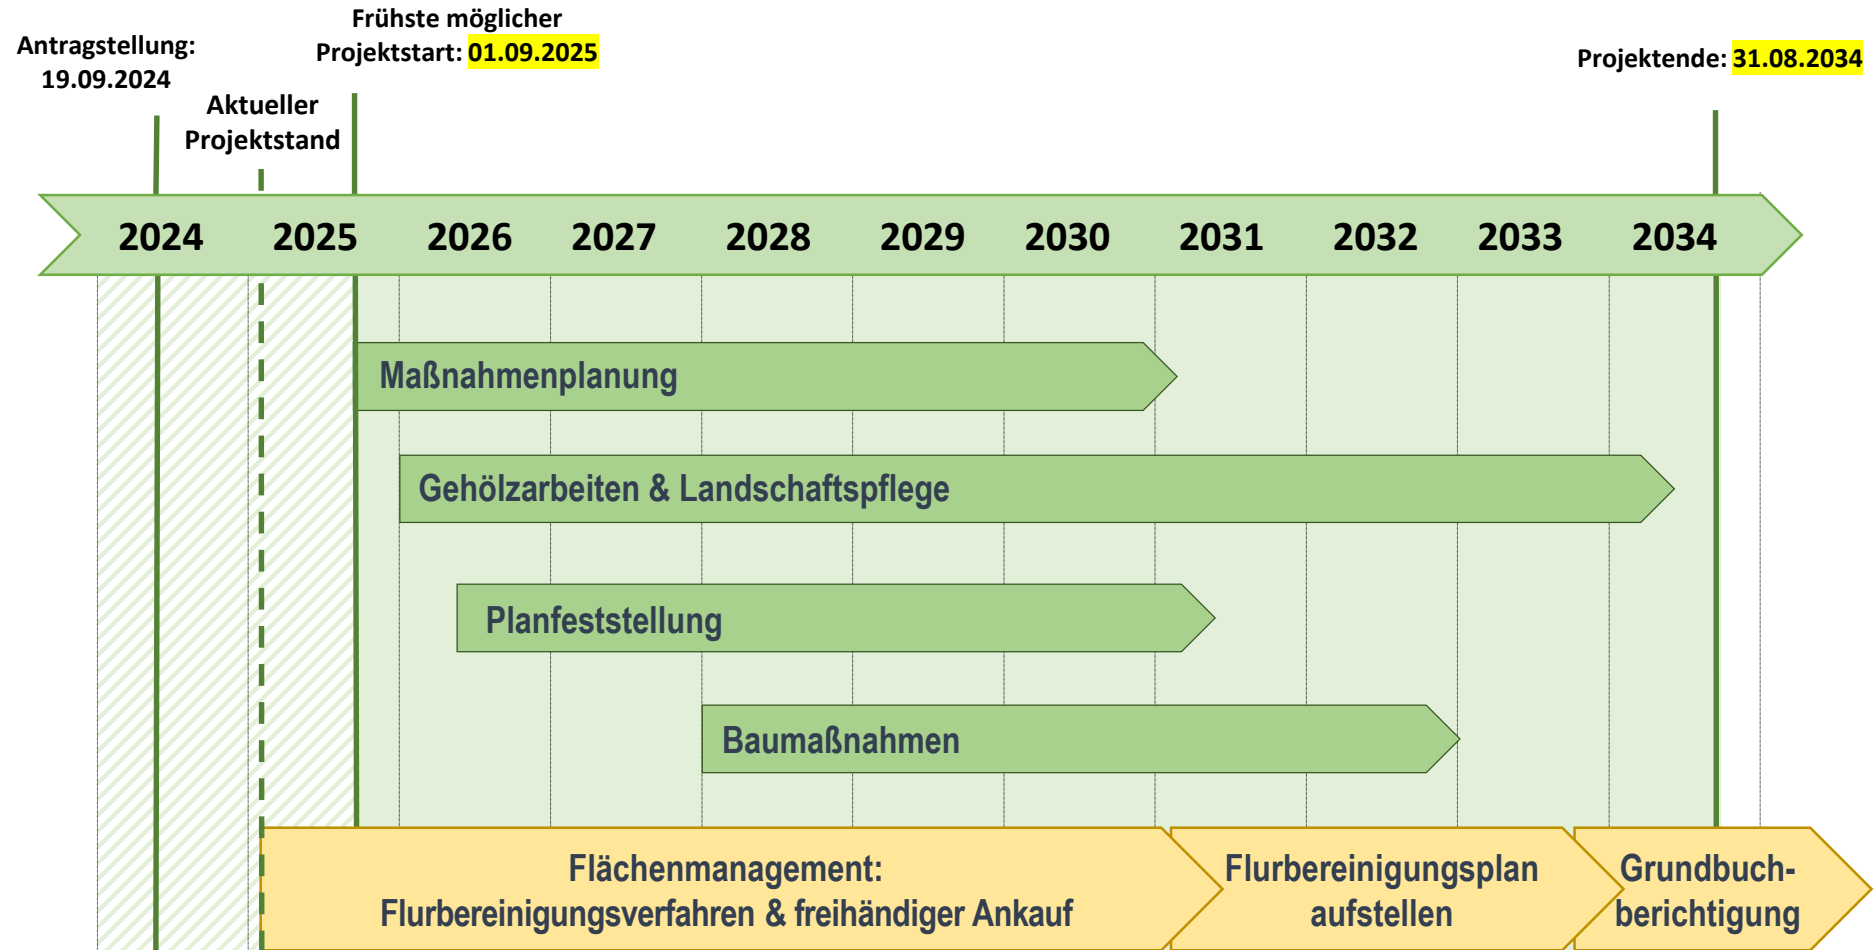 Antragstellung:
19.09.2024
Aktueller
Projektstand
Frühste möglicher
Projektstart: 01.09.2025
Projektende: 31.08.2034
2024 2025 2026 2027 2028 2029 2030 2031 2032 2033 2034
Maßnahmenplanung
Gehölzarbeiten & Landschaftspflege
Planfeststellung
Baumaßnahmen
Flächenmanagement:
Flurbereinigungsverfahren & freihändiger Ankauf
Flurbereinigungsplan
aufstellen
Grundbuch-
berichtigung